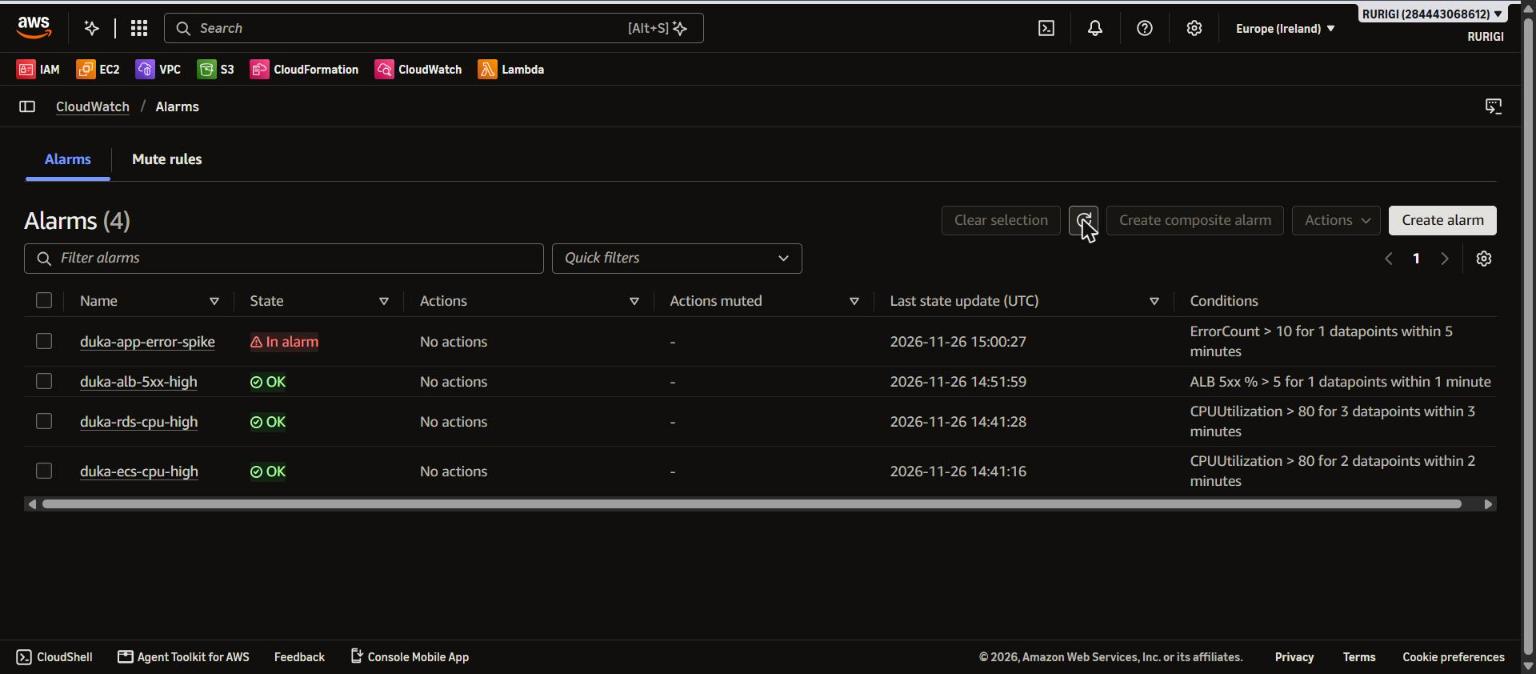 aws
Search [Alt+S]
Europe (Ireland) ▼
RURIGI (284443068612) ▼
RURIGI
IAM EC2 VPC S3 CloudFormation CloudWatch Lambda
CloudWatch / Alarms
Alarms Mute rules
Alarms (4)
Clear selection Create composite alarm Actions Create alarm
Filter alarms Quick filters
1
Name State Actions Actions muted Last state update (UTC) Conditions
duka-app-error-spike In alarm No actions - 2026-11-26 15:00:27 ErrorCount > 10 for 1 datapoints within 5
minutes
duka-alb-5xx-high OK No actions - 2026-11-26 14:51:59 ALB 5xx % > 5 for 1 datapoints within 1 minute
duka-rds-cpu-high OK No actions - 2026-11-26 14:41:28 CPUUtilization > 80 for 3 datapoints within 3
minutes
duka-ecs-cpu-high OK No actions - 2026-11-26 14:41:16 CPUUtilization > 80 for 2 datapoints within 2
minutes
CloudShell Agent Toolkit for AWS Feedback Console Mobile App © 2026, Amazon Web Services, Inc. or its affiliates. Privacy Terms Cookie preferences